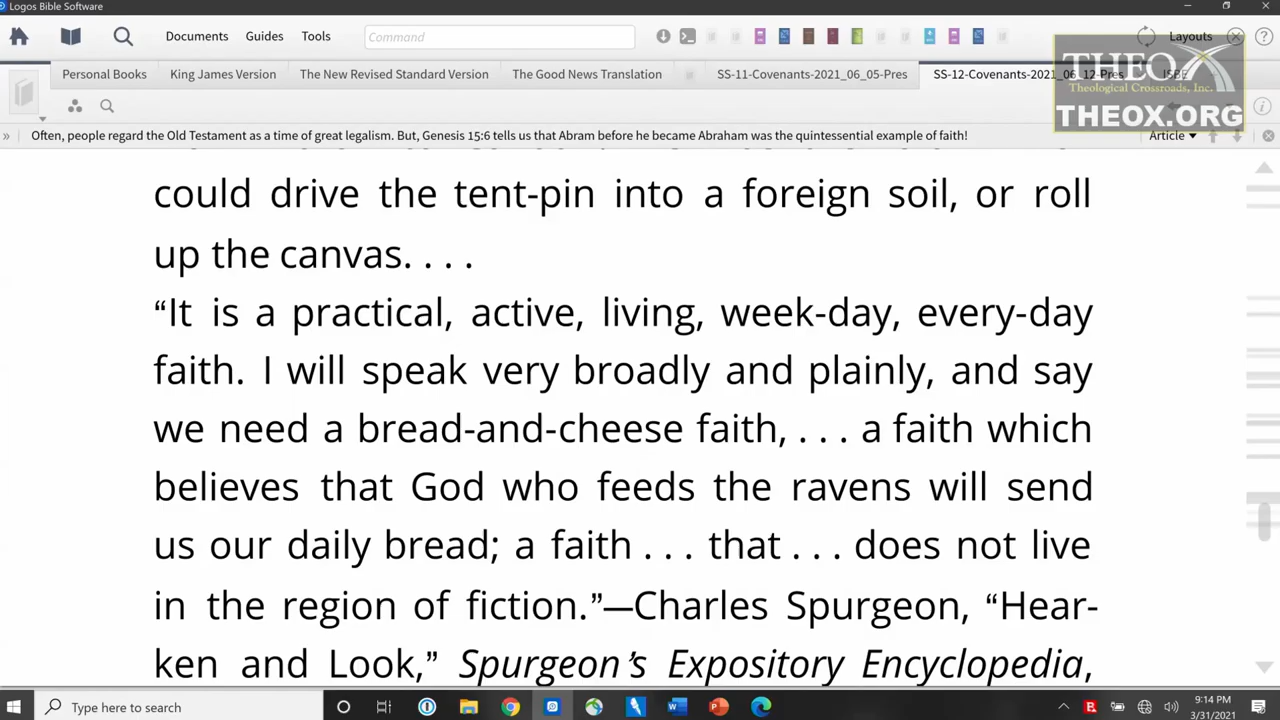 Logos Bible Software
Documents Guides Tools Command Layouts
Personal Books King James Version The New Revised Standard Version The Good News Translation SS-11-Covenants-2021_06_05-Pres SS-12-Covenants-2021_06_12-Pres ISBE
THEOX
Theological Crossroads, Inc.
THEOX.ORG
» Often, people regard the Old Testament as a time of great legalism. But, Genesis 15:6 tells us that Abram before he became Abraham was the quintessential example of faith! Article
could drive the tent-pin into a foreign soil, or roll
up the canvas. . . .
“It is a practical, active, living, week-day, every-day
faith. I will speak very broadly and plainly, and say
we need a bread-and-cheese faith, . . . a faith which
believes that God who feeds the ravens will send
us our daily bread; a faith . . . that . . . does not live
in the region of fiction.”—Charles Spurgeon, “Hear-
ken and Look,” Spurgeon’s Expository Encyclopedia,
Type here to search
9:14 PM
3/31/2021